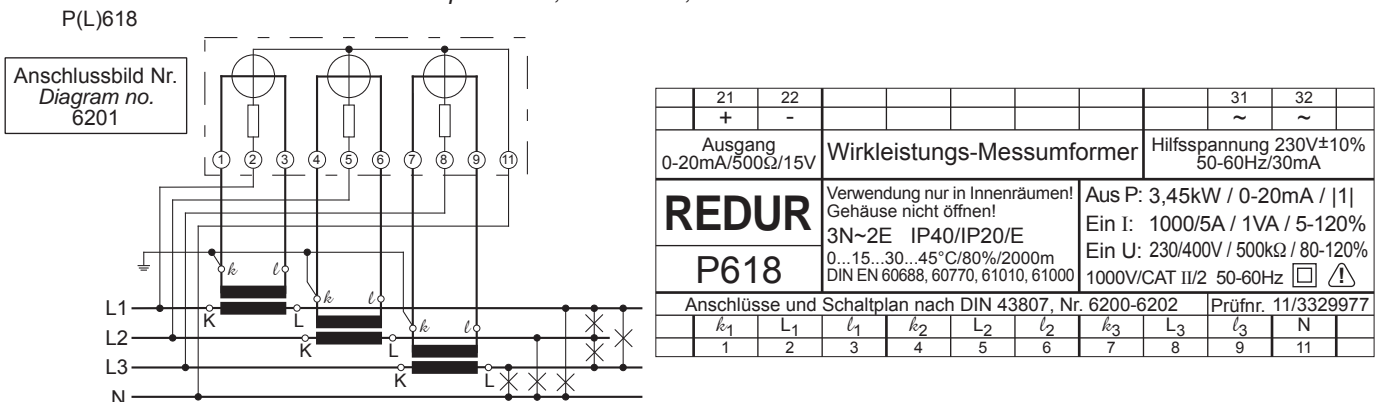 P(L)618
Anschlussbild Nr.
Diagram no.
6201
1 2 3 4 5 6 7 8 9 11
k l
k l
k l
L1
K L
L2
K L
L3
K L
N
21 22 31 32
+ - ~ ~
Ausgang
0-20mA/500Ω/15V
Wirkleistungs-Messumformer
Hilfsspannung 230V±10%
50-60Hz/30mA
REDUR
P618
Verwendung nur in Innenräumen!
Gehäuse nicht öffnen!
3N~2E IP40/IP20/E
0...15...30...45°C/80%/2000m
DIN EN 60688, 60770, 61010, 61000
Aus P: 3,45kW / 0-20mA / |1|
Ein I: 1000/5A / 1VA / 5-120%
Ein U: 230/400V / 500kΩ / 80-120%
1000V/CAT II/2 50-60Hz
Anschlüsse und Schaltplan nach DIN 43807, Nr. 6200-6202
Prüfnr. 11/3329977
k1 L1 l1 k2 L2 l2 k3 L3 l3 N
1 2 3 4 5 6 7 8 9 11